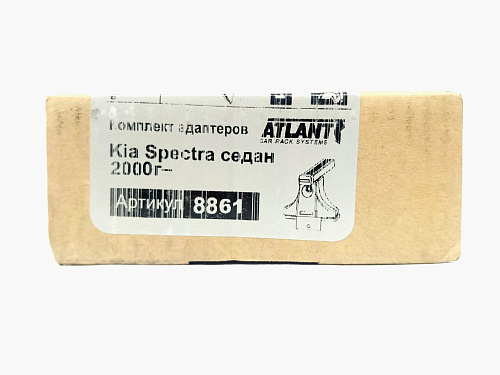 Комплект адаптеров
ATLANT
CAR RACK SYSTEMS
Kia Spectra седан
2000г–
Артикул 8861